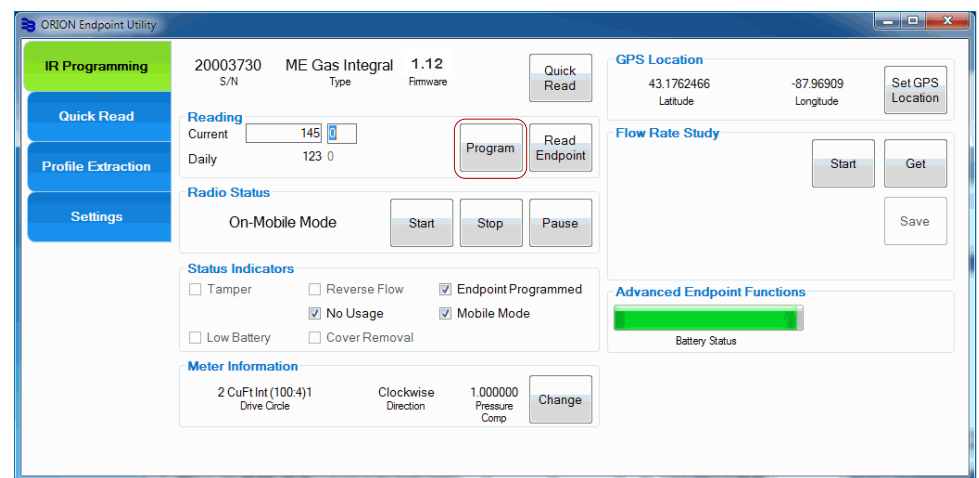 ORION Endpoint Utility
IR Programming
Quick Read
Profile Extraction
Settings
20003730 ME Gas Integral 1.12
S/N Type Firmware
Quick
Read
Reading
Current 145 0
Daily 123 0
Program
Read
Endpoint
Radio Status
On-Mobile Mode
Start
Stop
Pause
Status Indicators
Tamper Reverse Flow Endpoint Programmed
No Usage Mobile Mode
Low Battery Cover Removal
Meter Information
2 CuFt Int (100:4)1 Clockwise 1.000000
Drive Circle Direction Pressure
Comp
Change
GPS Location
43.1762466 -87.96909
Latitude Longitude
Set GPS
Location
Flow Rate Study
Start
Get
Save
Advanced Endpoint Functions
Battery Status